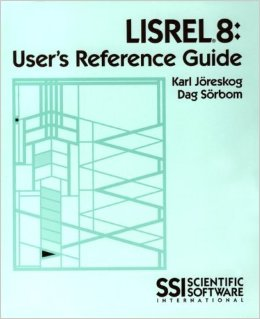 LISREL® 8:
User's Reference Guide
Karl Jöreskog
Dag Sörbom
SSI SCIENTIFIC
SOFTWARE
INTERNATIONAL